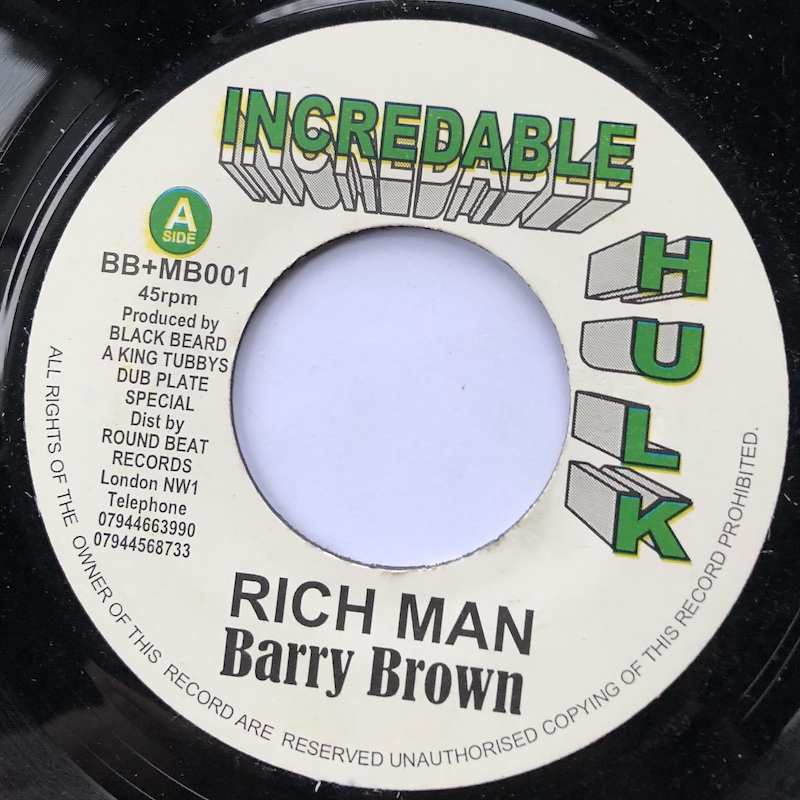 INCREDABLE
HULK
A
SIDE
BB+MB001
45rpm
Produced by
BLACK BEARD
A KING TUBBYS
DUB PLATE
SPECIAL
Dist by
ROUND BEAT
RECORDS
London NW1
Telephone
07944663990
07944568733
RICH MAN
Barry Brown
ALL RIGHTS OF THE OWNER OF THIS RECORD ARE RESERVED UNAUTHORISED COPYING OF THIS RECORD PROHIBITED.